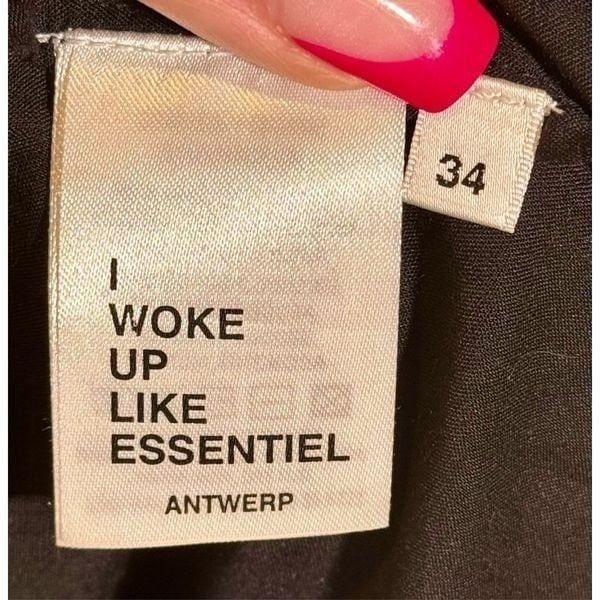 34
I
WOKE
UP
LIKE
ESSENTIEL
ANTWERP